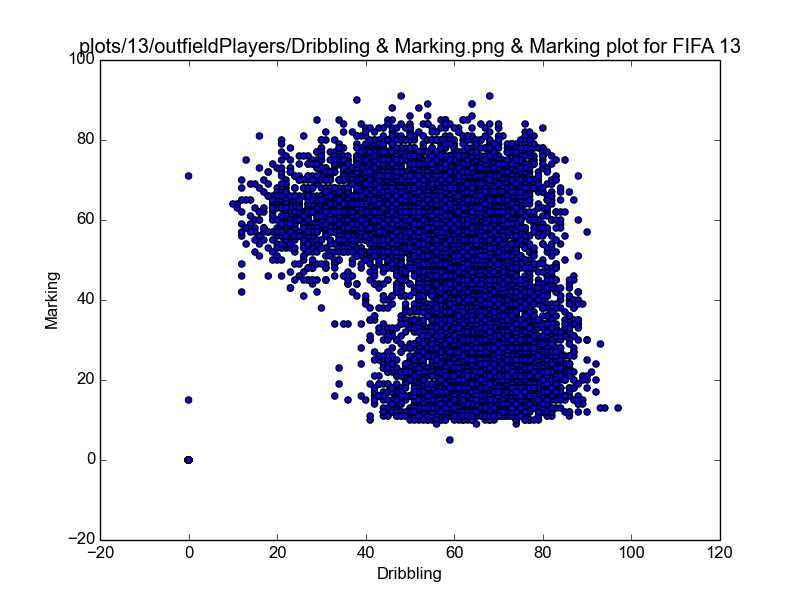 plots/13/outfieldPlayers/Dribbling & Marking.png & Marking plot for FIFA 13
100
80
60
40
20
0
−20
Marking
−20 0 20 40 60 80 100 120
Dribbling